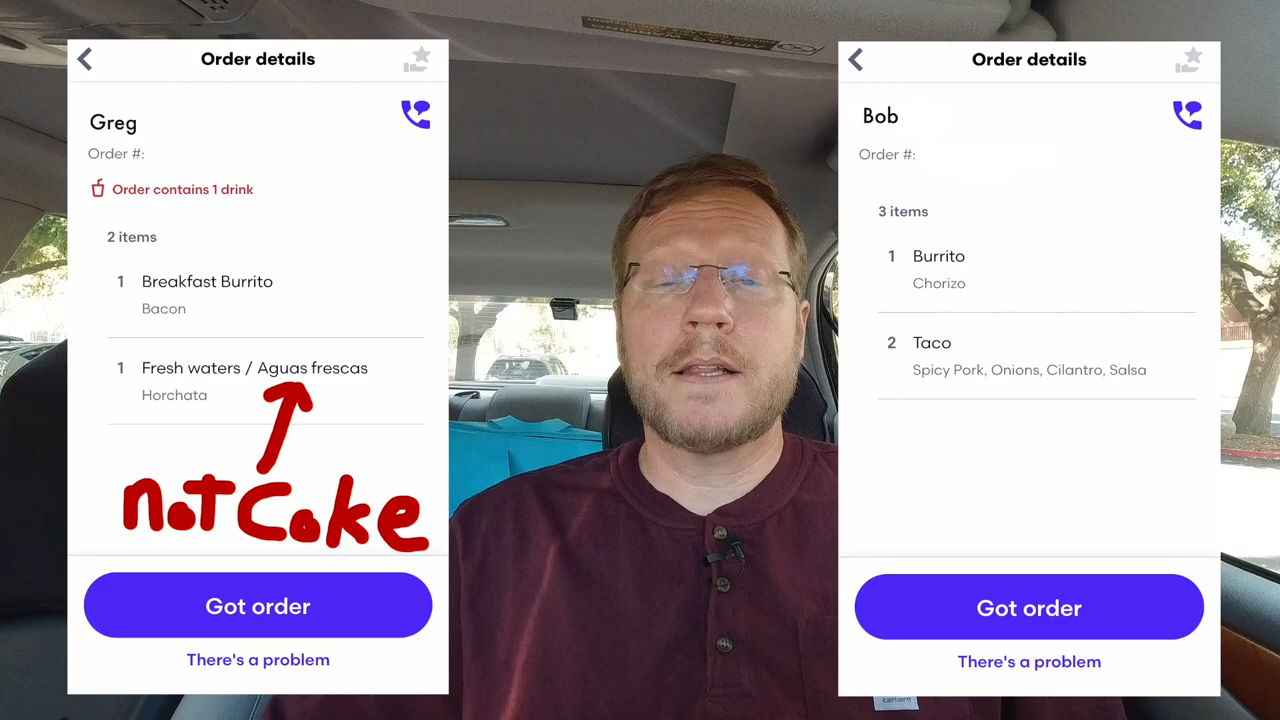 Order details
Greg
Order #:
Order contains 1 drink
2 items
1 Breakfast Burrito
Bacon
1 Fresh waters / Aguas frescas
Horchata
notCoke
Got order
There's a problem
Order details
Bob
Order #:
3 items
1 Burrito
Chorizo
2 Taco
Spicy Pork, Onions, Cilantro, Salsa
Got order
There's a problem
carhartt